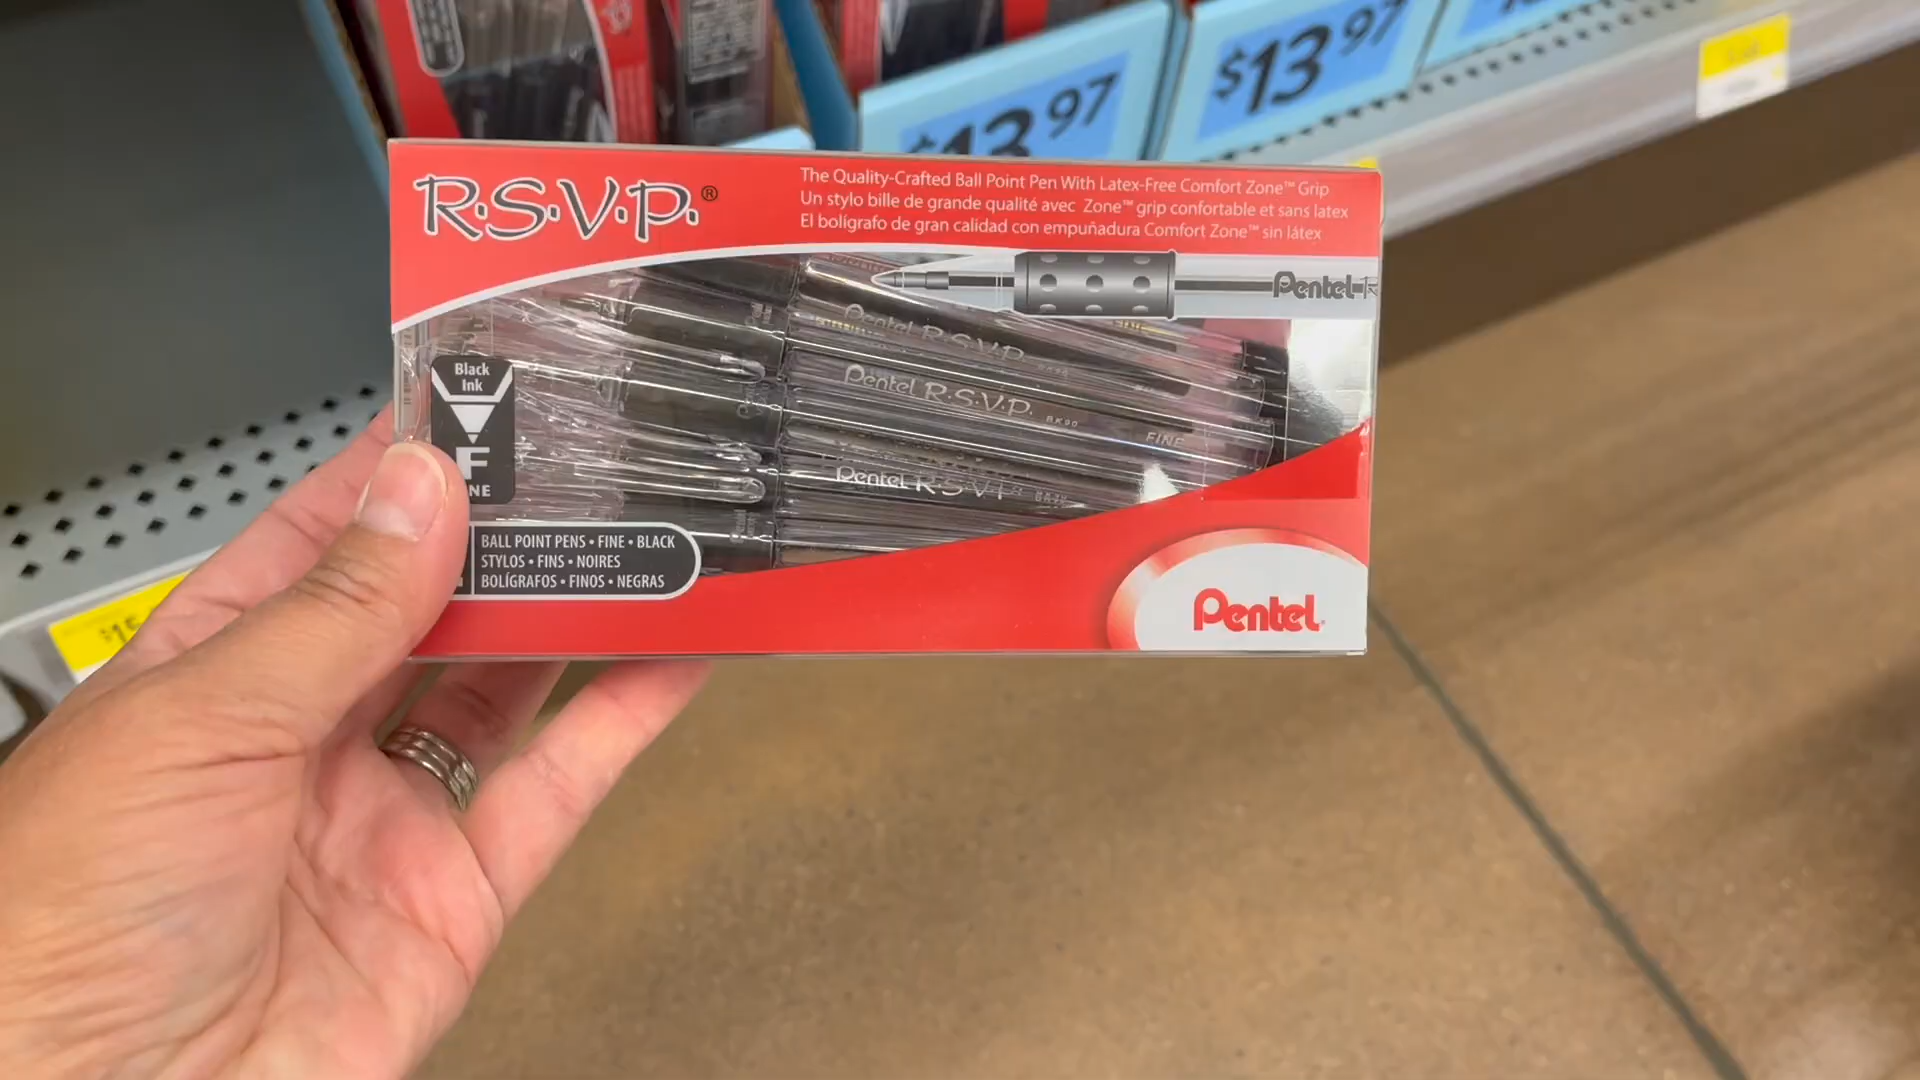 $13.97
$13.97
R.S.V.P.®
The Quality-Crafted Ball Point Pen With Latex-Free Comfort Zone™ Grip
Un stylo bille de grande qualité avec Zone™ grip confortable et sans latex
El bolígrafo de gran calidad con empuñadura Comfort Zone™ sin látex
Pentel R
Pentel R.S.V.P.
Pentel R.S.V.P. BK90 FINE
Pentel R.S.V.P.
Black
Ink
F
BALL POINT PENS • FINE • BLACK
STYLOS • FINS • NOIRES
BOLÍGRAFOS • FINOS • NEGRAS
Pentel®